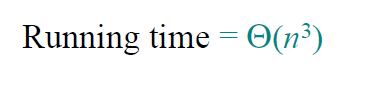 Running time = Θ(n³)